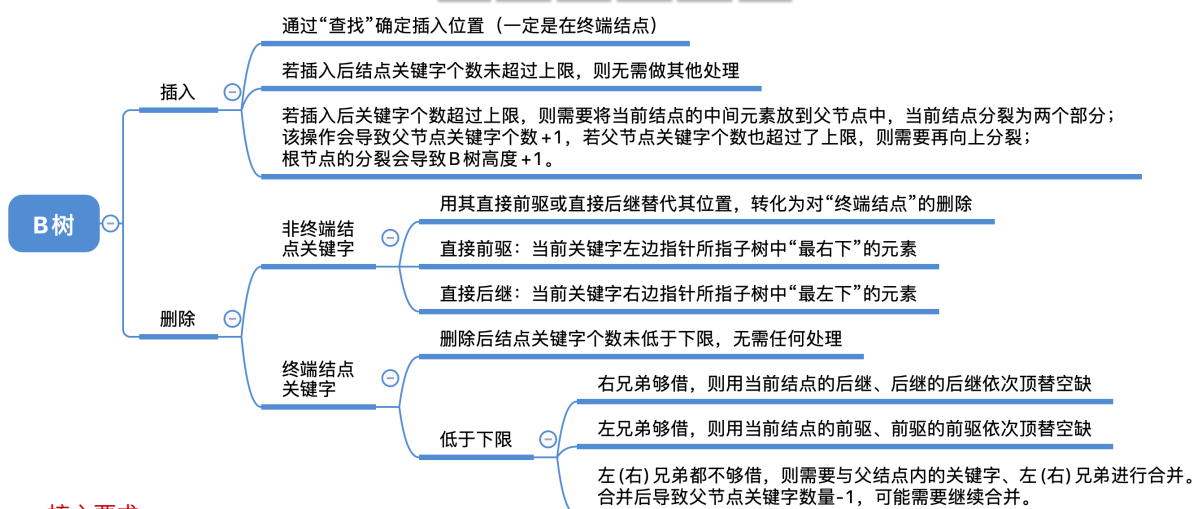 通过“查找”确定插入位置（一定是在终端结点）
若插入后结点关键字个数未超过上限，则无需做其他处理
插入
若插入后关键字个数超过上限，则需要将当前结点的中间元素放到父节点中，当前结点分裂为两个部分；
该操作会导致父节点关键字个数+1，若父节点关键字个数也超过了上限，则需要再向上分裂；
根节点的分裂会导致B树高度+1。
B树
用其直接前驱或直接后继替代其位置，转化为对“终端结点”的删除
非终端结
点关键字
直接前驱：当前关键字左边指针所指子树中“最右下”的元素
直接后继：当前关键字右边指针所指子树中“最左下”的元素
删除
删除后结点关键字个数未低于下限，无需任何处理
终端结点
关键字
右兄弟够借，则用当前结点的后继、后继的后继依次顶替空缺
低于下限
左兄弟够借，则用当前结点的前驱、前驱的前驱依次顶替空缺
左(右)兄弟都不够借，则需要与父结点内的关键字、左(右)兄弟进行合并。
合并后导致父节点关键字数量-1，可能需要继续合并。